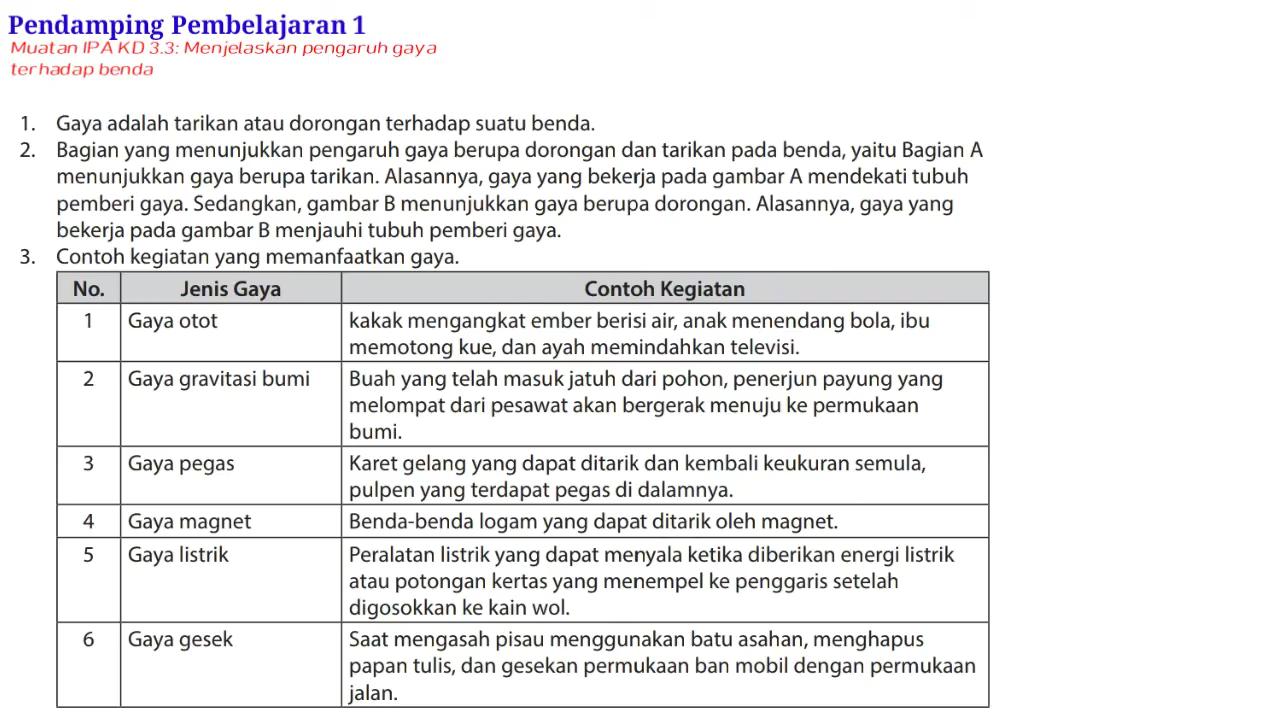 Pendamping Pembelajaran 1
Muatan IPA KD 3.3: Menjelaskan pengaruh gaya
terhadap benda
1. Gaya adalah tarikan atau dorongan terhadap suatu benda.
2. Bagian yang menunjukkan pengaruh gaya berupa dorongan dan tarikan pada benda, yaitu Bagian A
menunjukkan gaya berupa tarikan. Alasannya, gaya yang bekerja pada gambar A mendekati tubuh
pemberi gaya. Sedangkan, gambar B menunjukkan gaya berupa dorongan. Alasannya, gaya yang
bekerja pada gambar B menjauhi tubuh pemberi gaya.
3. Contoh kegiatan yang memanfaatkan gaya.
No. Jenis Gaya Contoh Kegiatan
1 Gaya otot kakak mengangkat ember berisi air, anak menendang bola, ibu
memotong kue, dan ayah memindahkan televisi.
2 Gaya gravitasi bumi Buah yang telah masuk jatuh dari pohon, penerjun payung yang
melompat dari pesawat akan bergerak menuju ke permukaan
bumi.
3 Gaya pegas Karet gelang yang dapat ditarik dan kembali keukuran semula,
pulpen yang terdapat pegas di dalamnya.
4 Gaya magnet Benda-benda logam yang dapat ditarik oleh magnet.
5 Gaya listrik Peralatan listrik yang dapat menyala ketika diberikan energi listrik
atau potongan kertas yang menempel ke penggaris setelah
digosokkan ke kain wol.
6 Gaya gesek Saat mengasah pisau menggunakan batu asahan, menghapus
papan tulis, dan gesekan permukaan ban mobil dengan permukaan
jalan.